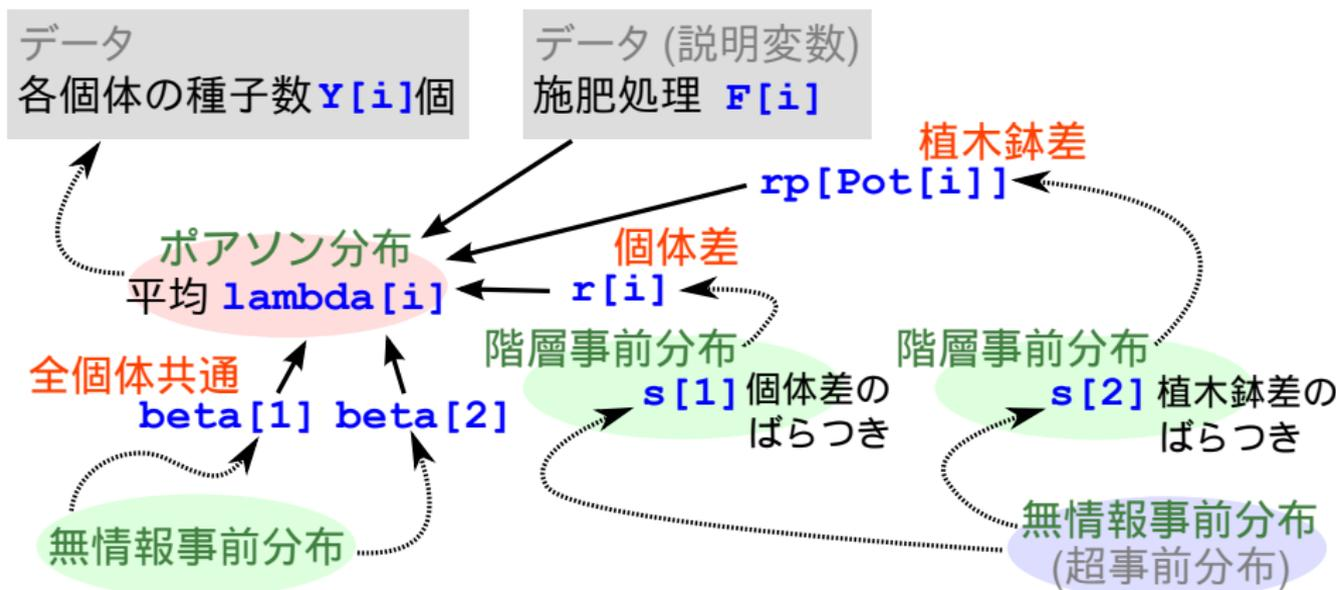 データ
各個体の種子数Y[i]個
データ (説明変数)
施肥処理 F[i]
植木鉢差
rp[Pot[i]]
ポアソン分布
平均 lambda[i]
個体差
r[i]
全個体共通
beta[1] beta[2]
階層事前分布
s[1] 個体差の
ばらつき
階層事前分布
s[2] 植木鉢差の
ばらつき
無情報事前分布
無情報事前分布
(超事前分布)